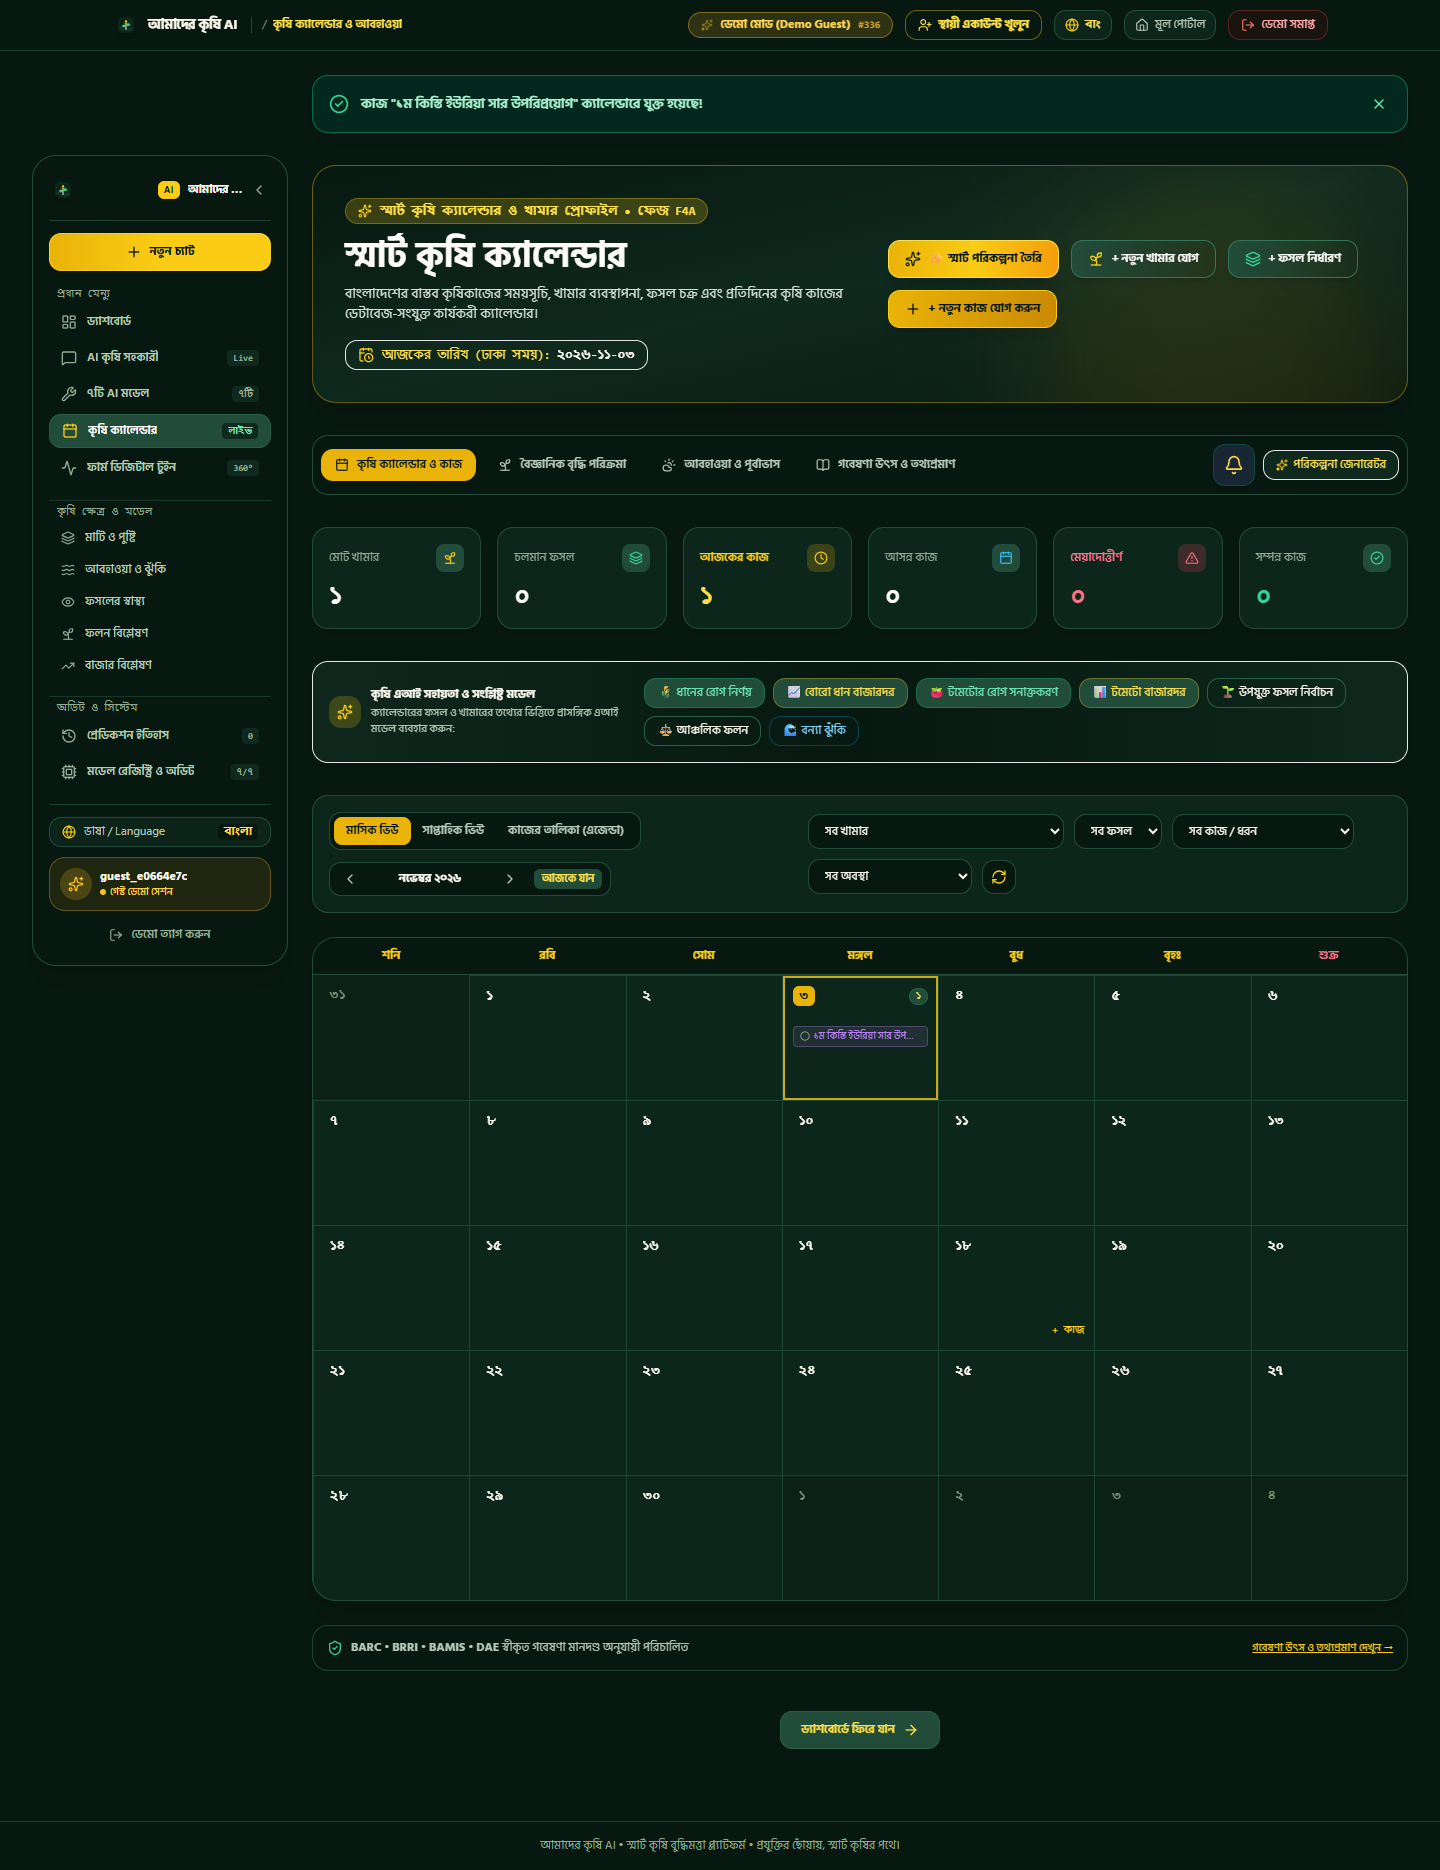 আমাদের কৃষি AI / কৃষি ক্যালেন্ডার ও আবহাওয়া
ডেমো মোড (Demo Guest) #336
স্থায়ী একাউন্ট খুলুন
বাং
মূল পোর্টাল
ডেমো সমাপ্ত
কাজ "১ম কিস্তি ইউরিয়া সার উপরিপ্রয়োগ" ক্যালেন্ডারে যুক্ত হয়েছে!
AI আমাদের ...
নতুন চ্যাট
প্রধান মেন্যু
ড্যাশবোর্ড
AI কৃষি সহকারী Live
৭টি AI মডেল ৭টি
কৃষি ক্যালেন্ডার লাইভ
ফার্ম ডিজিটাল টুইন 360°
কৃষি ক্ষেত্র ও মডেল
মাটি ও পুষ্টি
আবহাওয়া ও ঝুঁকি
ফসলের স্বাস্থ্য
ফলন বিশ্লেষণ
বাজার বিশ্লেষণ
অডিট ও সিস্টেম
প্রেডিকশন ইতিহাস 0
মডেল রেজিস্ট্রি ও অডিট ৭/৭
ভাষা / Language বাংলা
guest_e0664e7c
গেস্ট ডেমো সেশন
ডেমো ত্যাগ করুন
স্মার্ট কৃষি ক্যালেন্ডার ও খামার প্রোফাইল • ফেজ F4A
স্মার্ট কৃষি ক্যালেন্ডার
বাংলাদেশের বাস্তব কৃষিকাজের সময়সূচি, খামার ব্যবস্থাপনা, ফসল চক্র এবং প্রতিদিনের কৃষি কাজের
ডেটাবেজ-সংযুক্ত কার্যকরী ক্যালেন্ডার।
আজকের তারিখ (ঢাকা সময়): ২০২৬-১১-০৩
✨ স্মার্ট পরিকল্পনা তৈরি
+ নতুন খামার যোগ
+ ফসল নির্ধারণ
+ নতুন কাজ যোগ করুন
কৃষি ক্যালেন্ডার ও কাজ
বৈজ্ঞানিক বৃদ্ধি পরিক্রমা
আবহাওয়া ও পূর্বাভাস
গবেষণা উৎস ও তথ্যপ্রমাণ
পরিকল্পনা জেনারেটর
মোট খামার
১
চলমান ফসল
০
আজকের কাজ
১
আসন্ন কাজ
০
মেয়াদোত্তীর্ণ
০
সম্পন্ন কাজ
০
কৃষি এআই সহায়তা ও সংশ্লিষ্ট মডেল
ক্যালেন্ডারের ফসল ও খামারের তথ্যের ভিত্তিতে প্রাসঙ্গিক এআই
মডেল ব্যবহার করুন:
🌾 ধানের রোগ নির্ণয়
📈 বোরো ধান বাজারদর
🍅 টমেটোর রোগ সনাক্তকরণ
📊 টমেটো বাজারদর
🌱 উপযুক্ত ফসল নির্বাচন
⚖️ আঞ্চলিক ফলন
🌊 বন্যা ঝুঁকি
মাসিক ভিউ সাপ্তাহিক ভিউ কাজের তালিকা (এজেন্ডা)
নভেম্বর ২০২৬ আজকে যান
সব খামার
সব ফসল
সব কাজ / ধরন
সব অবস্থা
শনি রবি সোম মঙ্গল বুধ বৃহঃ শুক্র
৩১ ১ ২ ৩ ১ ৪ ৫ ৬
১ম কিস্তি ইউরিয়া সার উপ...
৭ ৮ ৯ ১০ ১১ ১২ ১৩
১৪ ১৫ ১৬ ১৭ ১৮ ১৯ ২০
+ কাজ
২১ ২২ ২৩ ২৪ ২৫ ২৬ ২৭
২৮ ২৯ ৩০ ১ ২ ৩ ৪
BARC • BRRI • BAMIS • DAE স্বীকৃত গবেষণা মানদণ্ড অনুযায়ী পরিচালিত
গবেষণা উৎস ও তথ্যপ্রমাণ দেখুন →
ড্যাশবোর্ডে ফিরে যান →
আমাদের কৃষি AI • স্মার্ট কৃষি বুদ্ধিমত্তা প্ল্যাটফর্ম • প্রযুক্তির ছোঁয়ায়, স্মার্ট কৃষির পথে।